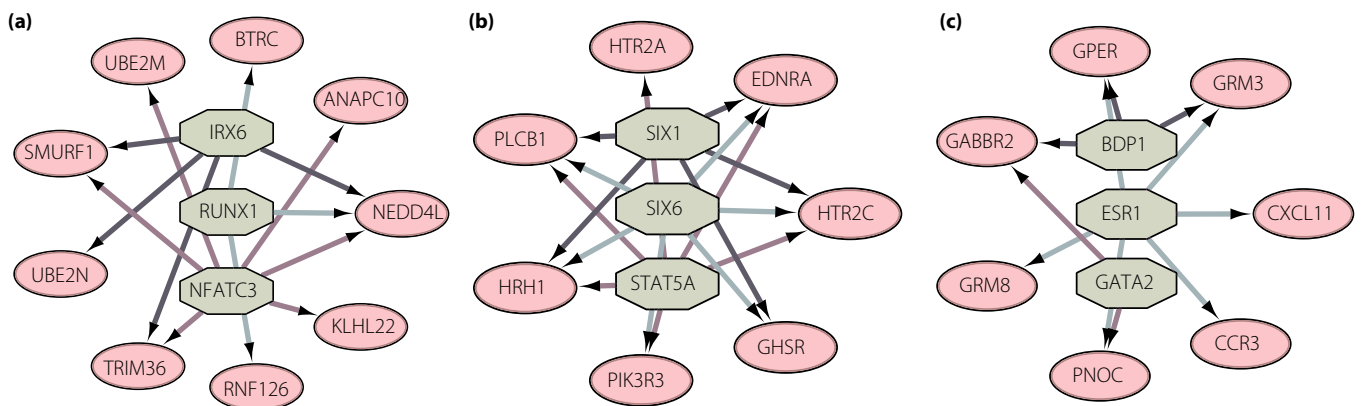 (a)
BTRC
UBE2M
ANAPC10
IRX6
SMURF1
RUNX1
NEDD4L
UBE2N
NFATC3
KLHL22
TRIM36
RNF126
(b)
HTR2A
EDNRA
PLCB1
SIX1
SIX6
HTR2C
HRH1
STAT5A
GHSR
PIK3R3
(c)
GPER
GRM3
GABBR2
BDP1
ESR1
CXCL11
GRM8
GATA2
CCR3
PNOC